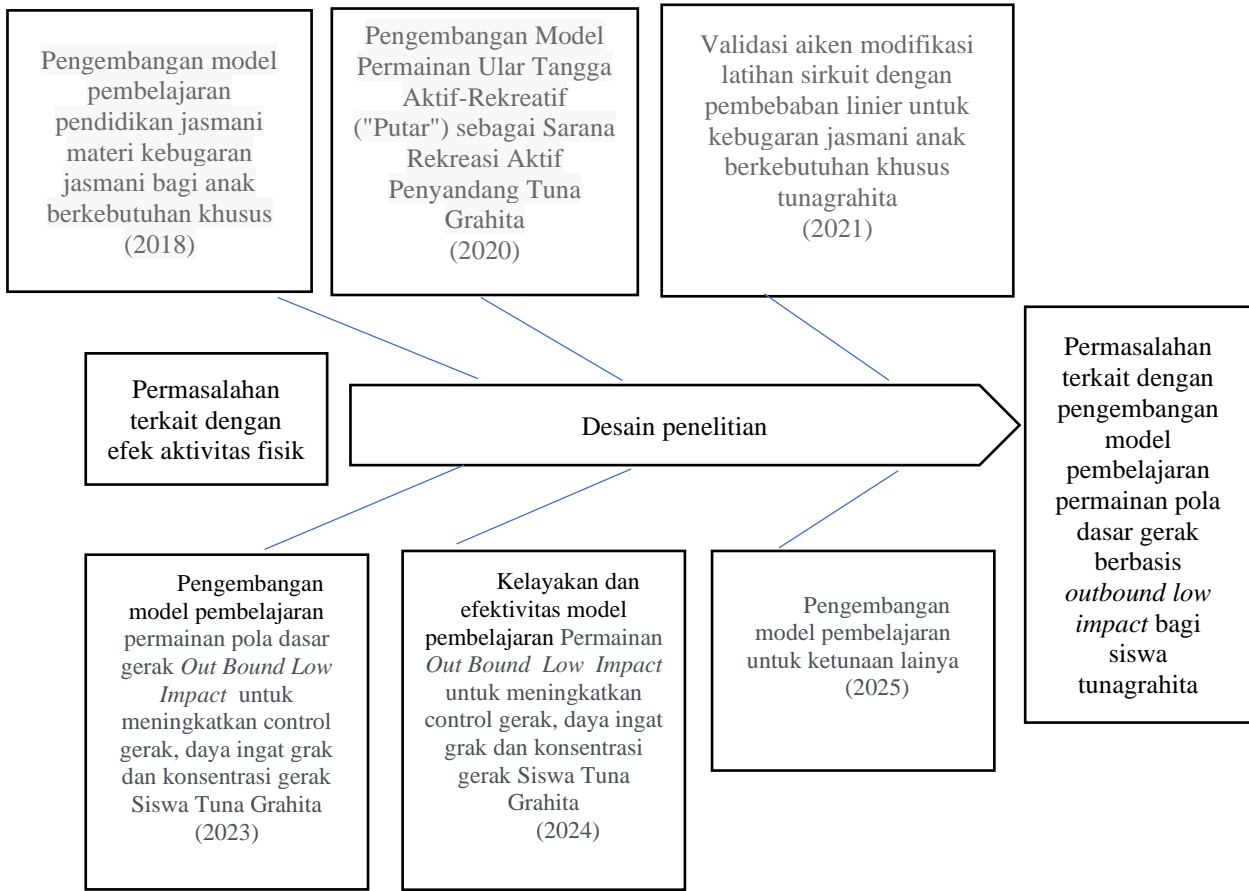 Pengembangan model
pembelajaran
pendidikan jasmani
materi kebugaran
jasmani bagi anak
berkebutuhan khusus
(2018)
Pengembangan Model
Permainan Ular Tangga
Aktif-Rekreatif
("Putar") sebagai Sarana
Rekreasi Aktif
Penyandang Tuna
Grahita
(2020)
Validasi aiken modifikasi
latihan sirkuit dengan
pembebaban linier untuk
kebugaran jasmani anak
berkebutuhan khusus
tunagrahita
(2021)
Permasalahan
terkait dengan
efek aktivitas fisik
Desain penelitian
Permasalahan
terkait dengan
pengembangan
model
pembelajaran
permainan pola
dasar gerak
berbasis
outbound low
impact bagi
siswa
tunagrahita
Pengembangan
model pembelajaran
permainan pola dasar
gerak Out Bound Low
Impact untuk
meningkatkan control
gerak, daya ingat grak
dan konsentrasi gerak
Siswa Tuna Grahita
(2023)
Kelayakan dan
efektivitas model
pembelajaran Permainan
Out Bound Low Impact
untuk meningkatkan
control gerak, daya ingat
grak dan konsentrasi
gerak Siswa Tuna
Grahita
(2024)
Pengembangan
model pembelajaran
untuk ketunaan lainya
(2025)